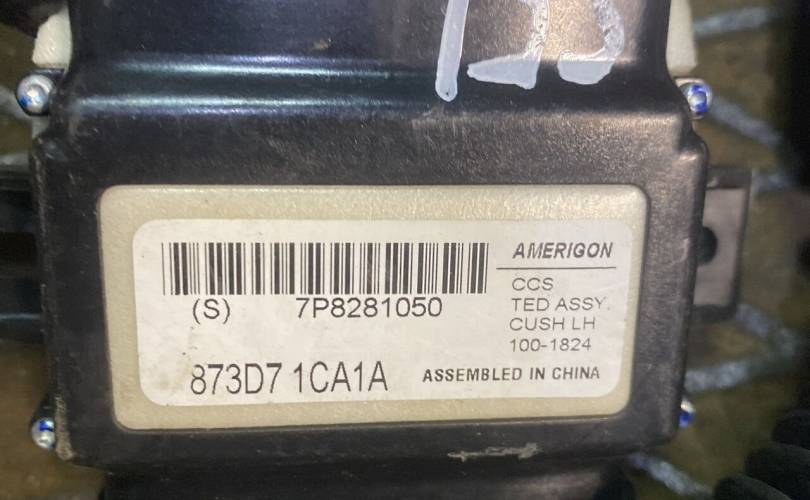 AMERIGON
(S) 7P8281050
CCS
TED ASSY.
CUSH LH
100-1824
873D7 1CA1A
ASSEMBLED IN CHINA